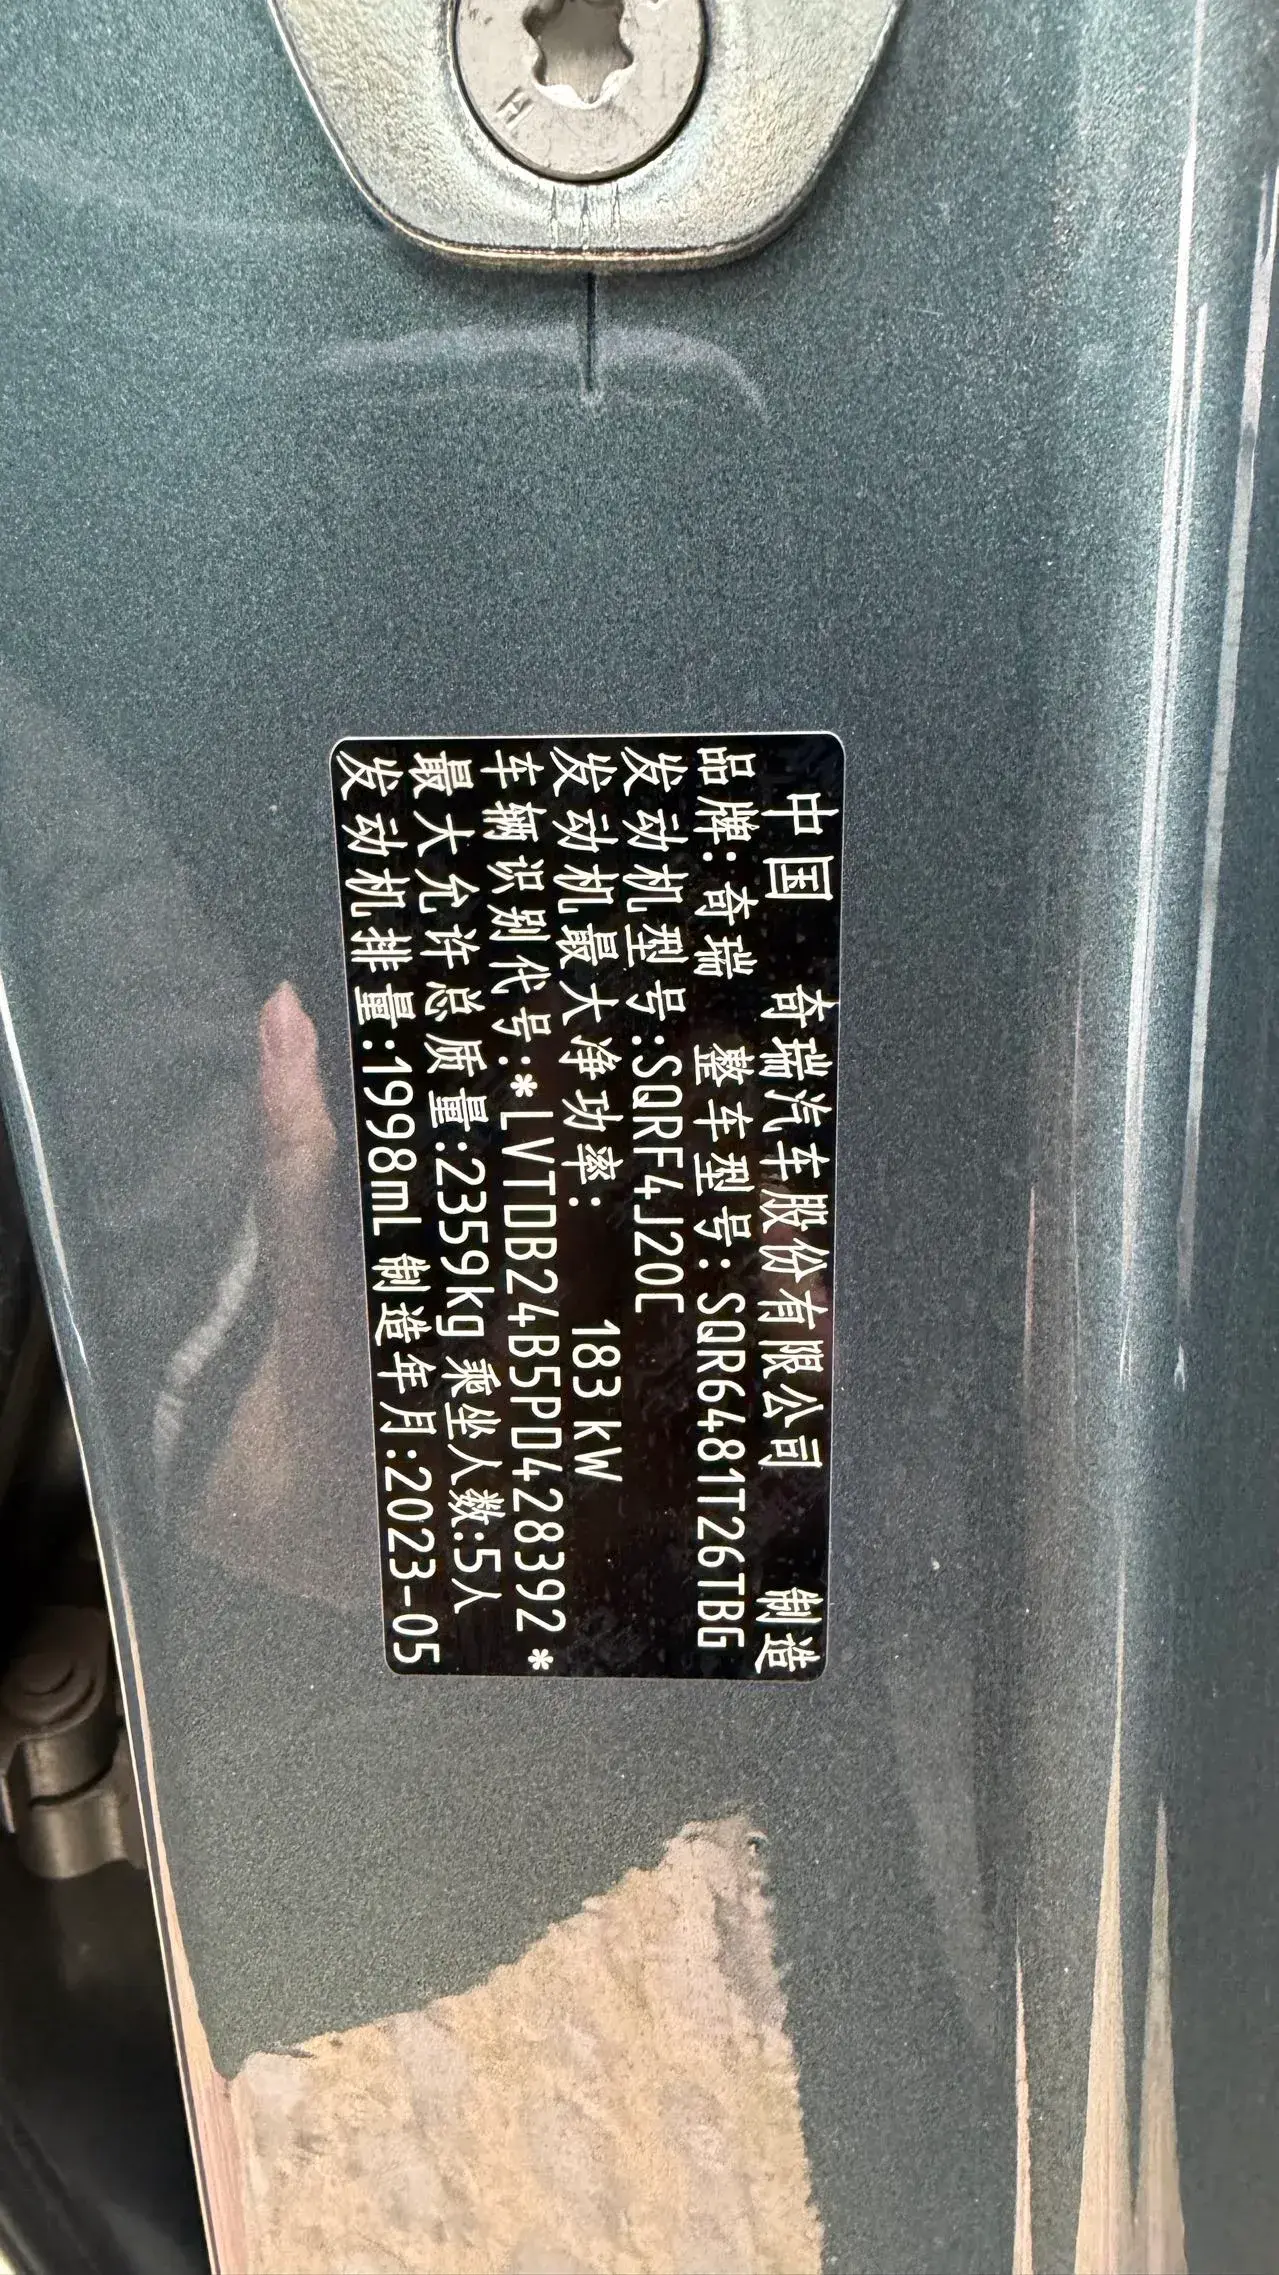 H
中国 奇瑞汽车股份有限公司 制造
品牌:奇瑞 整车型号:SQR6481T26TBG
发动机型号:SQRF4J20C
发动机最大净功率: 183kW
车辆识别代号:*LVTDB24B5PD428392*
最大允许总质量:2359kg 乘坐人数:5人
发动机排量:1998mL 制造年月:2023-05